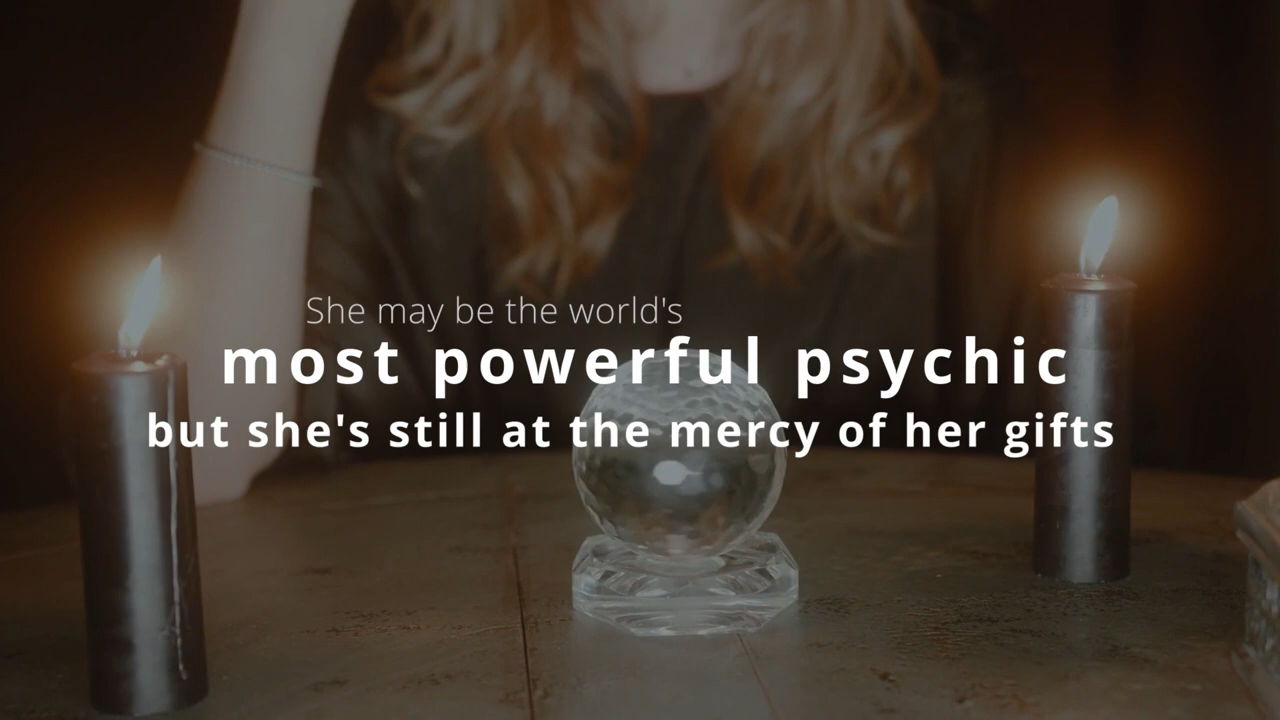 She may be the world's
most powerful psychic
but she's still at the mercy of her gifts